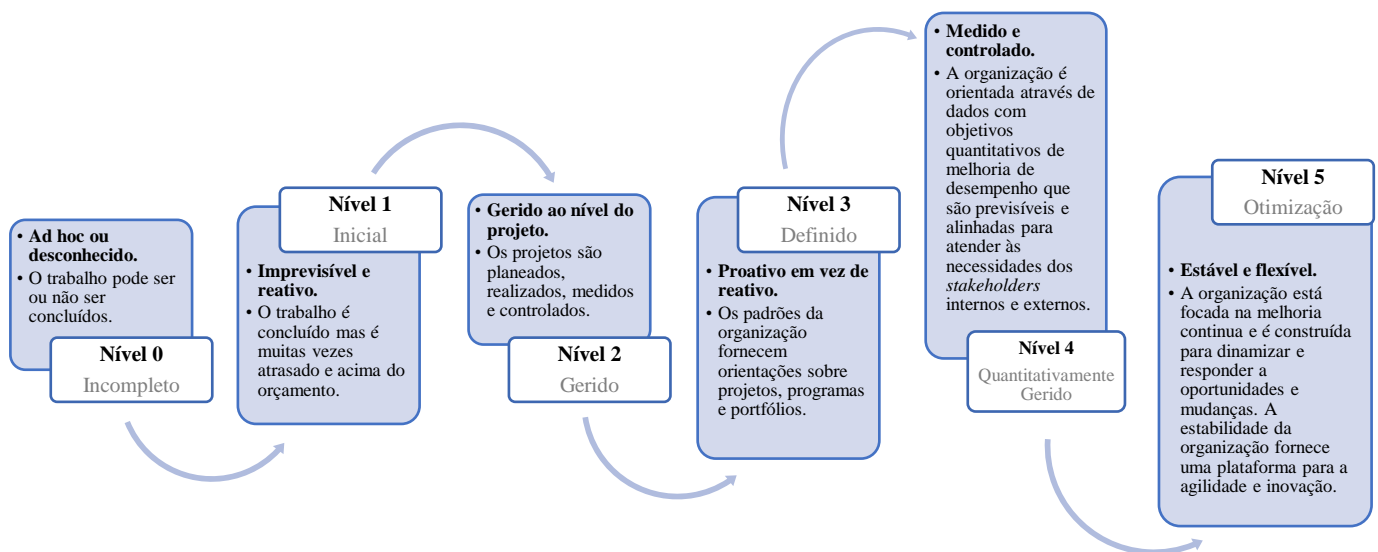 • Ad hoc ou
desconhecido.
• O trabalho pode ser
ou não ser
concluídos.
Nível 0
Incompleto
Nível 1
Inicial
• Imprevisível e
reativo.
• O trabalho é
concluído mas é
muitas vezes
atrasado e acima do
orçamento.
• Gerido ao nível do
projeto.
• Os projetos são
planeados,
realizados, medidos
e controlados.
Nível 2
Gerido
Nível 3
Definido
• Proativo em vez de
reativo.
• Os padrões da
organização
fornecem
orientações sobre
projetos, programas
e portfólios.
• Medido e
controlado.
• A organização é
orientada através de
dados com
objetivos
quantitativos de
melhoria de
desempenho que
são previsíveis e
alinhadas para
atender às
necessidades dos
stakeholders
internos e externos.
Nível 4
Quantitativamente
Gerido
Nível 5
Otimização
• Estável e flexível.
• A organização está
focada na melhoria
continua e é construída
para dinamizar e
responder a
oportunidades e
mudanças. A
estabilidade da
organização fornece
uma plataforma para a
agilidade e inovação.